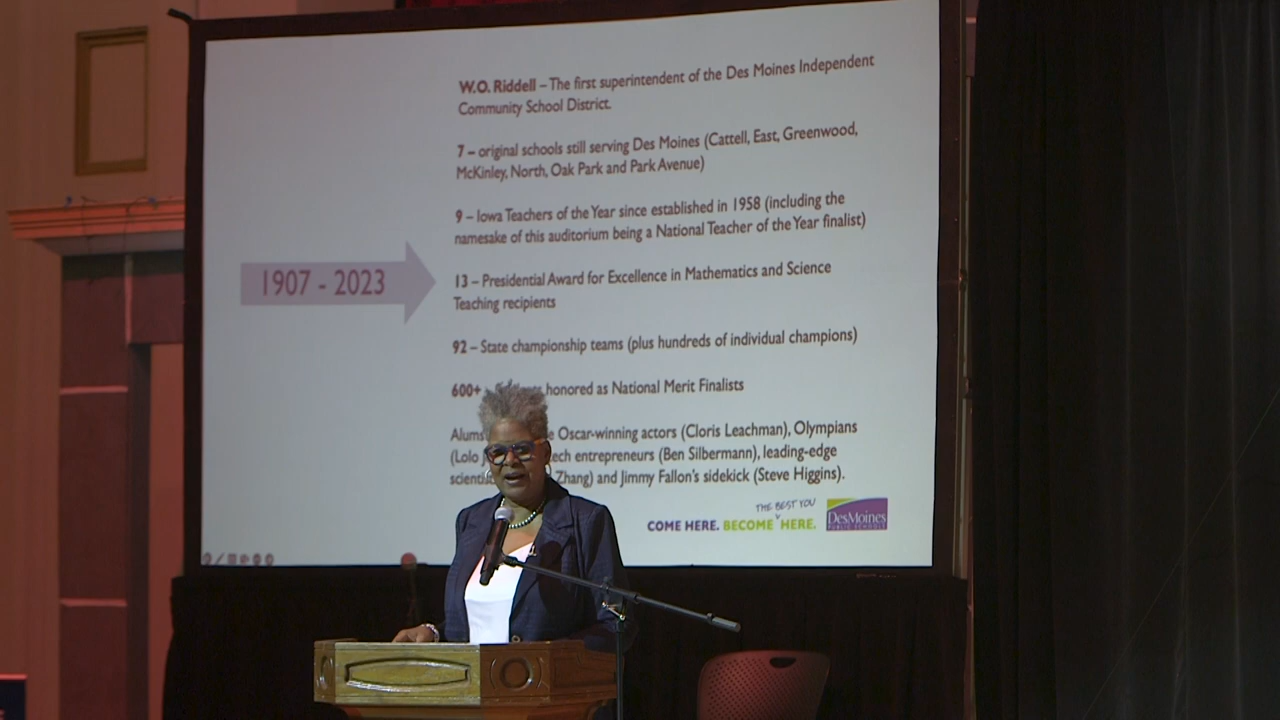 W.O. Riddell – The first superintendent of the Des Moines Independent
Community School District.
7 – original schools still serving Des Moines (Cattell, East, Greenwood,
McKinley, North, Oak Park and Park Avenue)
9 – Iowa Teachers of the Year since established in 1958 (including the
namesake of this auditorium being a National Teacher of the Year finalist)
1907 - 2023
13 – Presidential Award for Excellence in Mathematics and Science
Teaching recipients
92 – State championship teams (plus hundreds of individual champions)
600+ honored as National Merit Finalists
Alums Oscar-winning actors (Cloris Leachman), Olympians
(Lolo entrepreneurs (Ben Silbermann), leading-edge
Zhang) and Jimmy Fallon's sidekick (Steve Higgins).
THE BEST YOU
COME HERE. BECOME HERE.
DesMoines
PUBLIC SCHOOLS